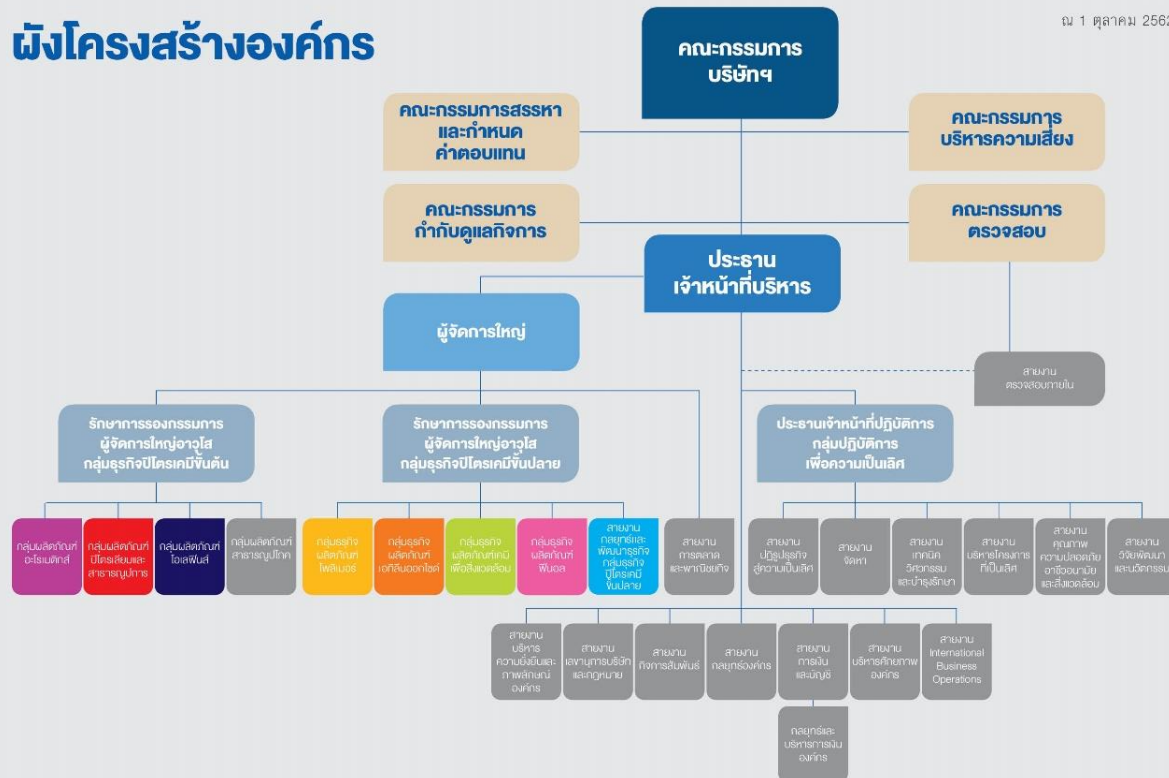 ผังโครงสร้างองค์กร
ณ 1 ตุลาคม 2562
คณะกรรมการ
บริษัทฯ
คณะกรรมการสรรหา
และกำหนด
ค่าตอบแทน
คณะกรรมการ
บริหารความเสี่ยง
คณะกรรมการ
กำกับดูแลกิจการ
คณะกรรมการ
ตรวจสอบ
ประธาน
เจ้าหน้าที่บริหาร
ผู้จัดการใหญ่
สายงาน
ตรวจสอบภายใน
รักษาการรองกรรมการ
ผู้จัดการใหญ่อาวุโส
กลุ่มธุรกิจปิโตรเคมีขั้นต้น
รักษาการรองกรรมการ
ผู้จัดการใหญ่อาวุโส
กลุ่มธุรกิจปิโตรเคมีขั้นปลาย
ประธานเจ้าหน้าที่ปฏิบัติการ
กลุ่มปฏิบัติการ
เพื่อความเป็นเลิศ
กลุ่มผลิตภัณฑ์
อะโรเมติกส์
กลุ่มผลิตภัณฑ์
ปิโตรเลียมและ
สาธารณูปการ
กลุ่มผลิตภัณฑ์
โอเลฟินส์
กลุ่มผลิตภัณฑ์
สาธารณูปโภค
กลุ่มธุรกิจ
ผลิตภัณฑ์
โพลิเมอร์
กลุ่มธุรกิจ
ผลิตภัณฑ์
เอทิลีนออกไซด์
กลุ่มธุรกิจ
ผลิตภัณฑ์เคมี
เพื่อสิ่งแวดล้อม
กลุ่มธุรกิจ
ผลิตภัณฑ์
ฟีนอล
สายงาน
กลยุทธ์และ
พัฒนาธุรกิจ
กลุ่มธุรกิจ
ปิโตรเคมี
ขั้นปลาย
สายงาน
การตลาด
และพาณิชยกิจ
สายงาน
ปฏิรูปธุรกิจ
สู่ความเป็นเลิศ
สายงาน
จัดหา
สายงาน
เทคนิค
วิศวกรรม
และบำรุงรักษา
สายงาน
บริหารโครงการ
ที่เป็นเลิศ
สายงาน
คุณภาพ
ความปลอดภัย
อาชีวอนามัย
และสิ่งแวดล้อม
สายงาน
วิจัยพัฒนา
และนวัตกรรม
สายงาน
บริหาร
ความยั่งยืนและ
ภาพลักษณ์
องค์กร
สายงาน
เลขานุการบริษัท
และกฎหมาย
สายงาน
กิจการสัมพันธ์
สายงาน
กลยุทธ์องค์กร
สายงาน
การเงิน
และบัญชี
สายงาน
บริหารศักยภาพ
องค์กร
สายงาน
International
Business
Operations
กลยุทธ์และ
บริหารการเงิน
องค์กร